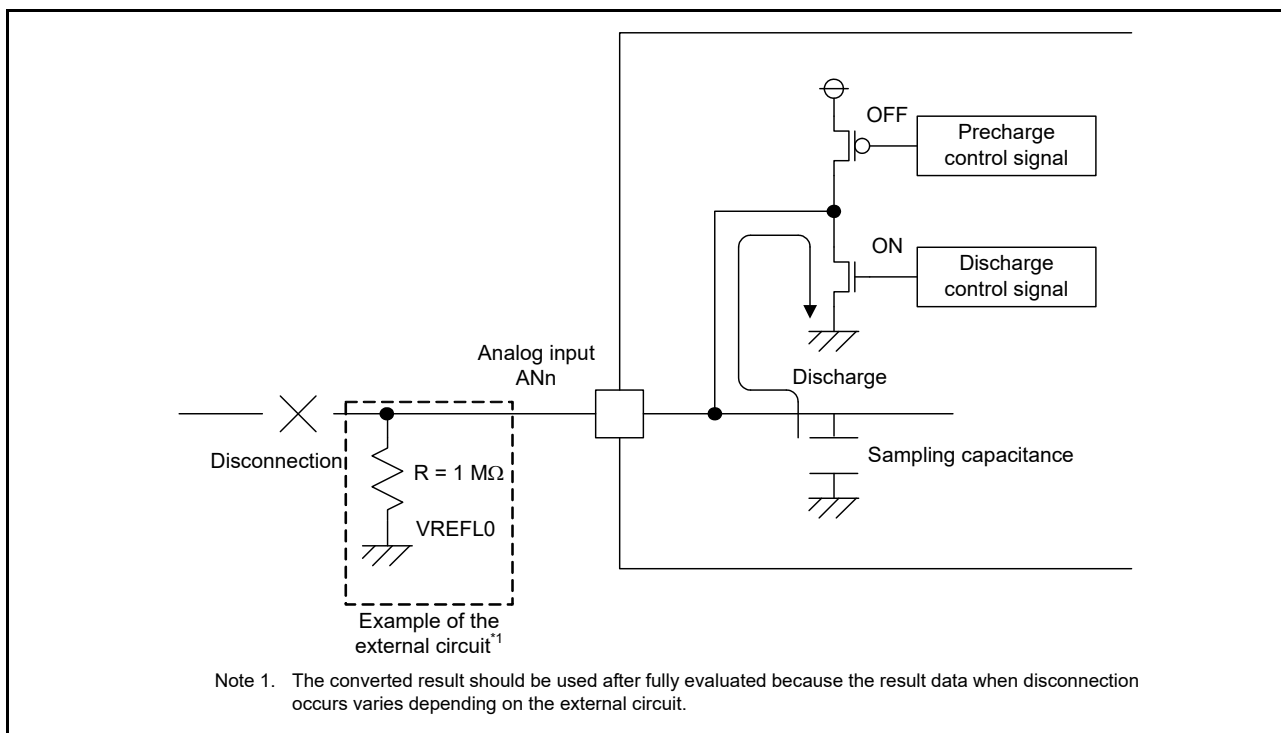 OFF
Precharge
control signal
ON
Discharge
control signal
Analog input
ANn
Discharge
Disconnection
R = 1 MΩ
Sampling capacitance
VREFL0
Example of the
external circuit*1
Note 1. The converted result should be used after fully evaluated because the result data when disconnection
occurs varies depending on the external circuit.